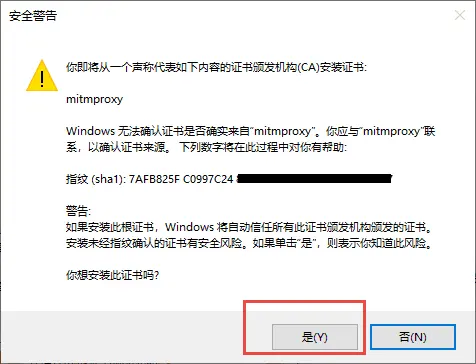 安全警告
你即将从一个声称代表如下内容的证书颁发机构(CA)安装证书:
mitmproxy
Windows 无法确认证书是否确实来自"mitmproxy"。你应与"mitmproxy"联
系，以确认证书来源。 下列数字将在此过程中对你有帮助:
指纹 (sha1): 7AFB825F C0997C24
警告:
如果安装此根证书，Windows 将自动信任所有此证书颁发机构颁发的证书。
安装未经指纹确认的证书有安全风险。如果单击"是"，则表示你知道此风险。
你想安装此证书吗?
是(Y)
否(N)